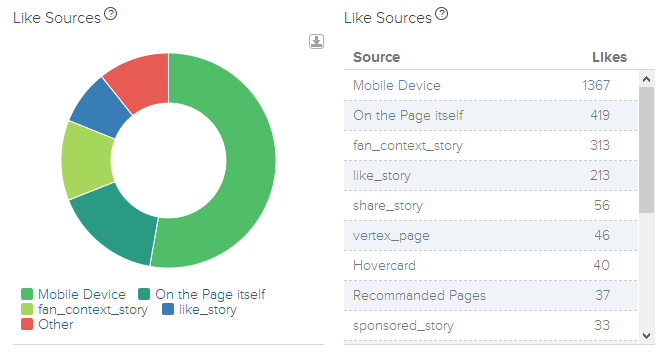 Like Sources ?
Mobile Device On the Page itself
fan_context_story like_story
Other
Like Sources ?
Source Likes
Mobile Device 1367
On the Page itself 419
fan_context_story 313
like_story 213
share_story 56
vertex_page 46
Hovercard 40
Recommanded Pages 37
sponsored_story 33